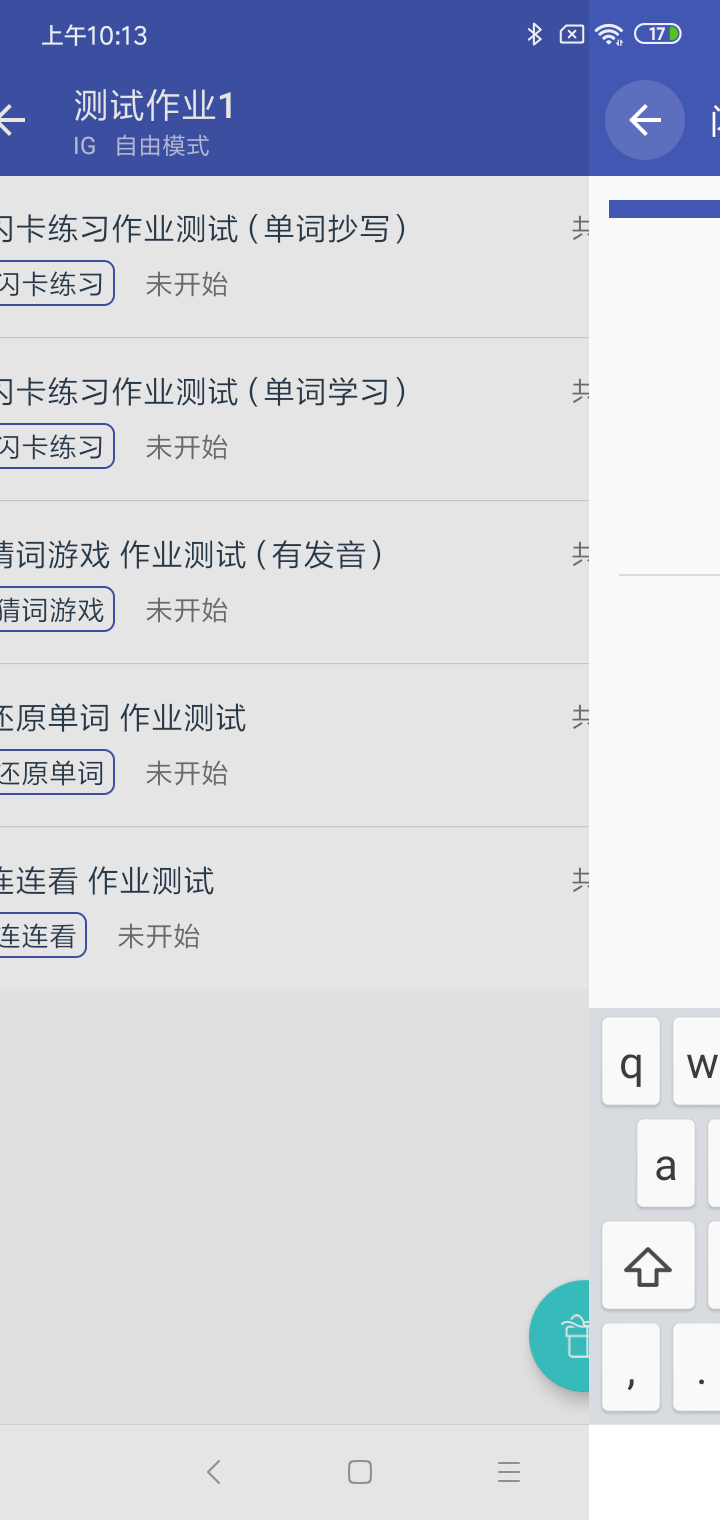 上午10:13
17
测试作业1
IG 自由模式
闪卡练习作业测试(单词抄写)
共
闪卡练习 未开始
闪卡练习作业测试(单词学习)
共
闪卡练习 未开始
猜词游戏 作业测试(有发音)
共
猜词游戏 未开始
还原单词 作业测试
共
还原单词 未开始
连连看 作业测试
共
连连看 未开始
q w
a
, .